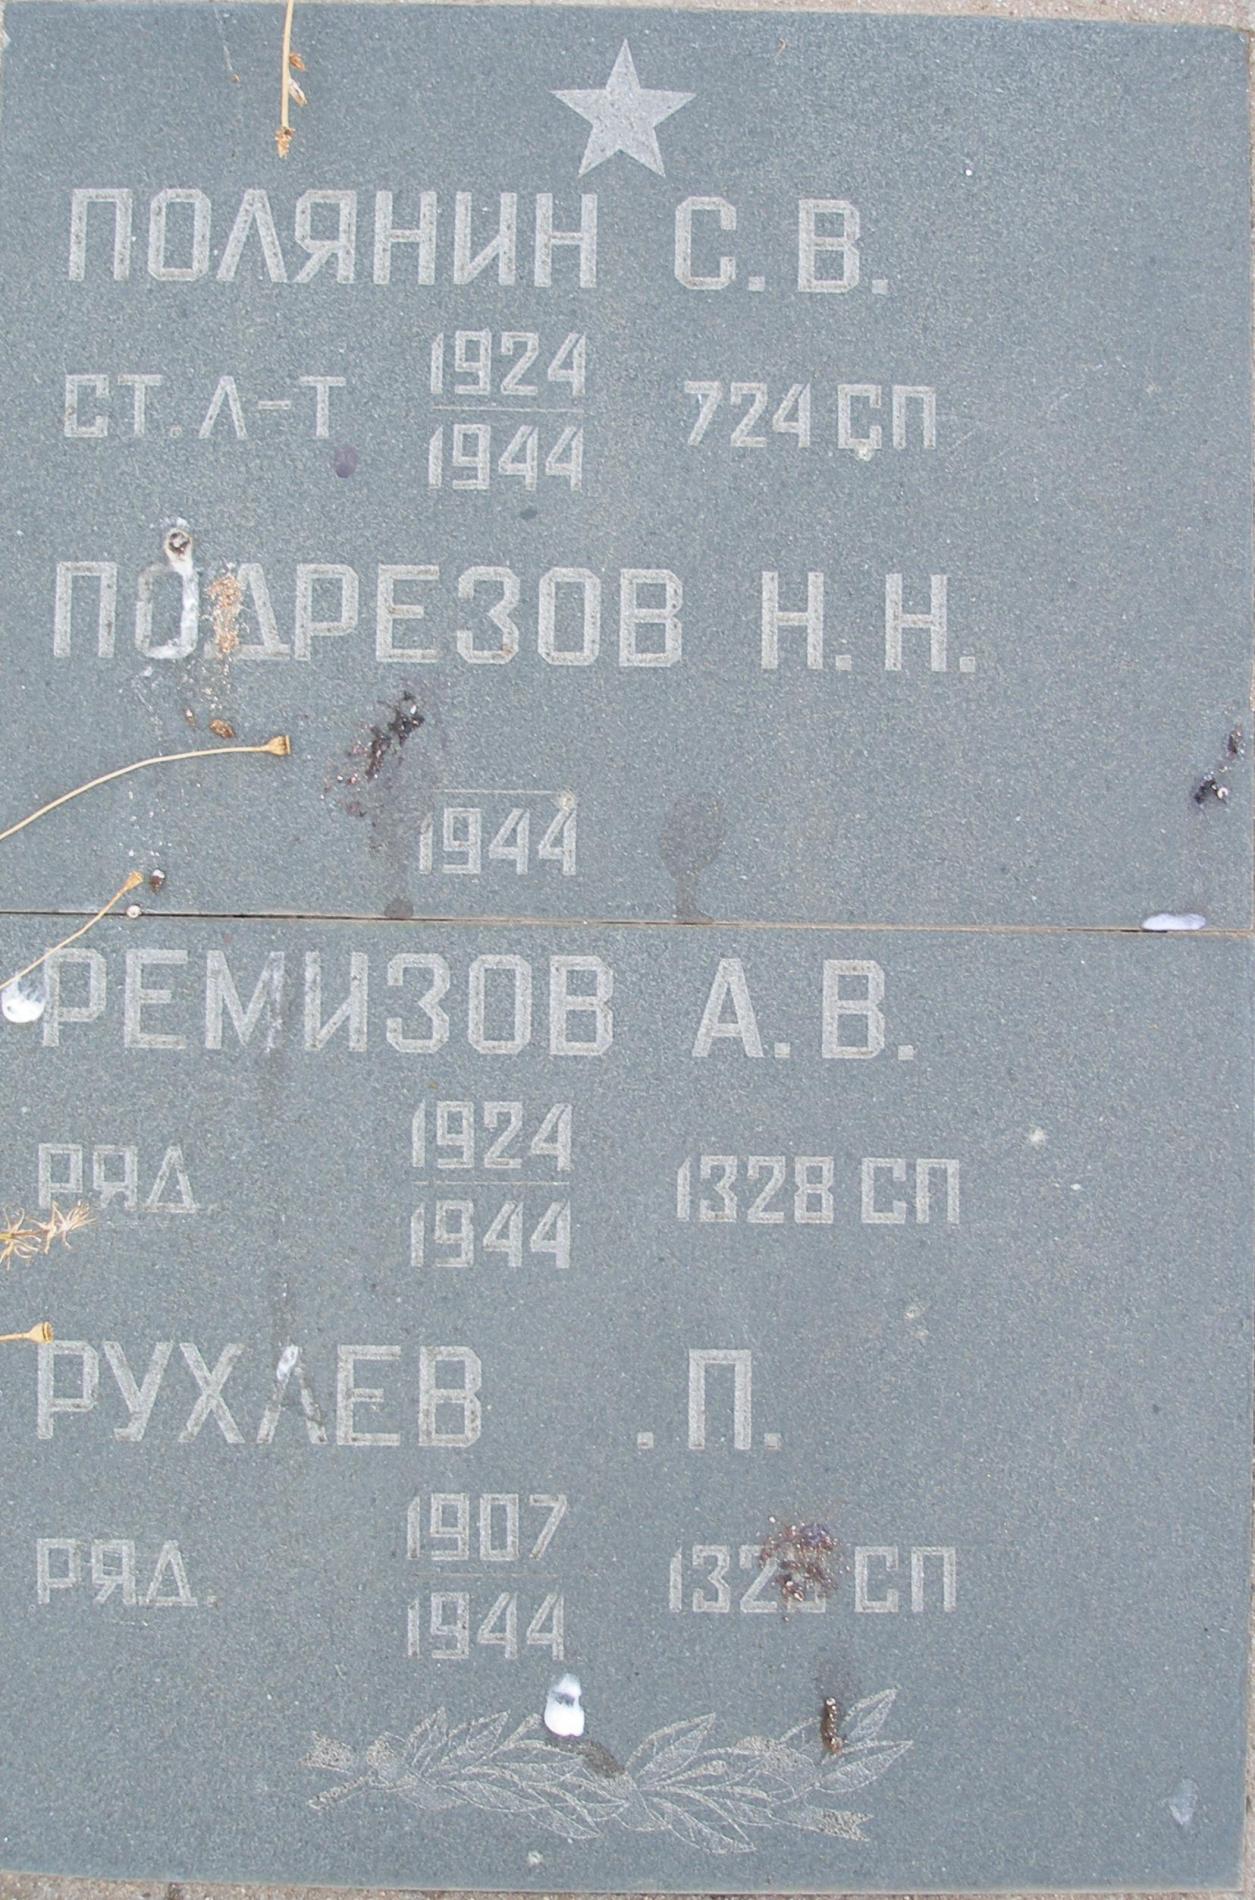 ПОЛЯНИН С.В.
СТ.Л-Т 1924 724 СП
1944
ПОДРЕЗОВ Н.Н.
1944
РЕМИЗОВ А.В.
РЯД. 1924 1328 СП
1944
РУХЛЕВ .П.
РЯД. 1907 СП
1944